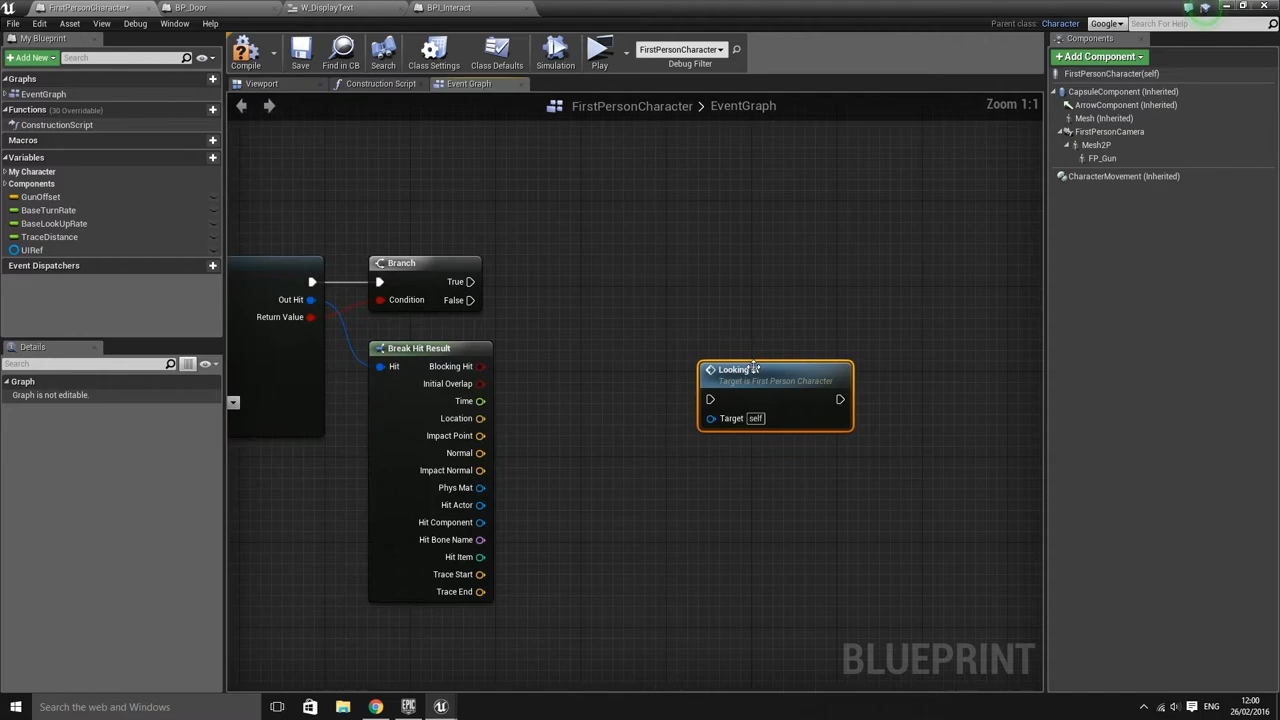 FirstPersonCharacter*
BP_Door
W_DisplayText
BPI_Interact
File Edit Asset View Debug Window Help
Parent class: Character Google Search For Help
My Blueprint
Add New Search
Compile Save Find in CB Search Class Settings Class Defaults Simulation Play
FirstPersonCharacter
Debug Filter
Components
Add Component
Graphs
EventGraph
Functions (30 Overridable)
ConstructionScript
Macros
Variables
My Character
Components
GunOffset
BaseTurnRate
BaseLookUpRate
TraceDistance
UIRef
Event Dispatchers
Details
Search
Graph
Graph is not editable.
Viewport Construction Script Event Graph
FirstPersonCharacter > EventGraph Zoom 1:1
Out Hit
Return Value
Branch
True
Condition False
Break Hit Result
Hit Blocking Hit
Initial Overlap
Time
Location
Impact Point
Normal
Impact Normal
Phys Mat
Hit Actor
Hit Component
Hit Bone Name
Hit Item
Trace Start
Trace End
Looking
Target is First Person Character
Target self
BLUEPRINT
FirstPersonCharacter(self)
CapsuleComponent (Inherited)
ArrowComponent (Inherited)
Mesh (Inherited)
FirstPersonCamera
Mesh2P
FP_Gun
CharacterMovement (Inherited)
Search the web and Windows
ENG
12:00
26/02/2016